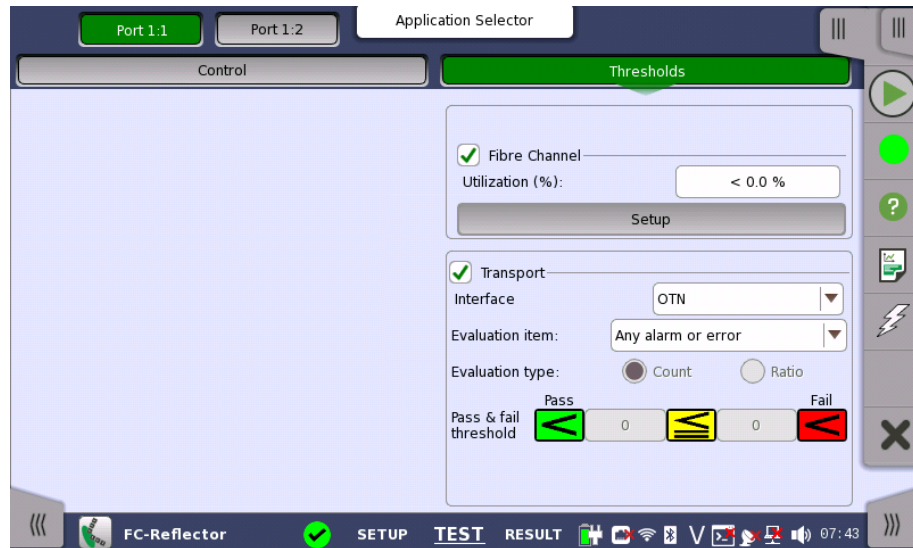 Port 1:1
Port 1:2
Application Selector
Control
Thresholds
Fibre Channel
Utilization (%):
< 0.0 %
Setup
Transport
Interface
OTN
Evaluation item:
Any alarm or error
Evaluation type:
Count
Ratio
Pass
Fail
Pass & fail
threshold
<
0
≦
0
<
FC-Reflector
SETUP
TEST
RESULT
07:43